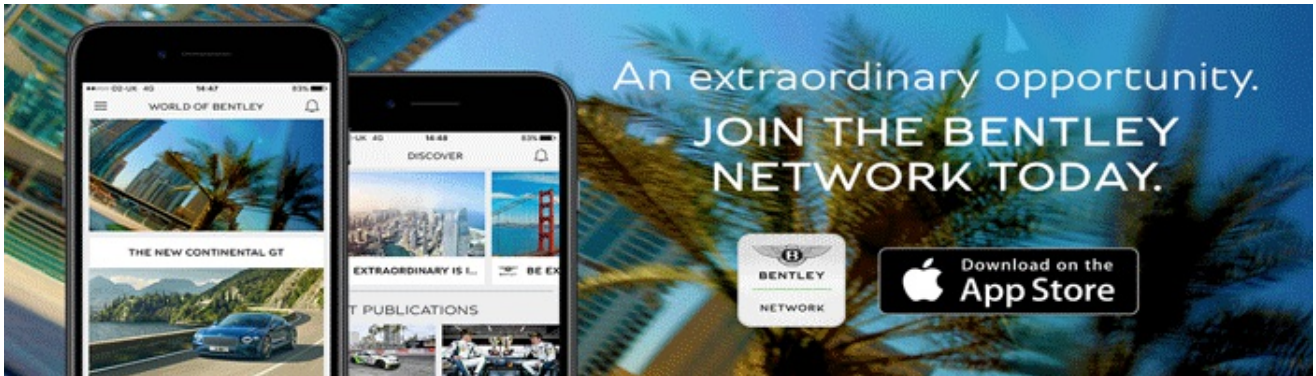 O2-UK 4G 14:47 83%
WORLD OF BENTLEY
THE NEW CONTINENTAL GT
-UK 4G 14:48 83%
DISCOVER
EXTRAORDINARY IS I...
BE EX
T PUBLICATIONS
An extraordinary opportunity.
JOIN THE BENTLEY
NETWORK TODAY.
B
BENTLEY
NETWORK
Download on the
App Store